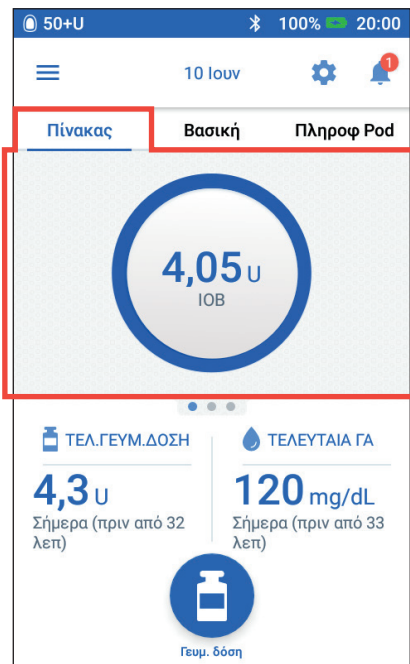 50+U 100% 20:00
10 Ιουν 1
Πίνακας Βασική Πληροφ Pod
4,05 U
IOB
ΤΕΛ.ΓΕΥΜ.ΔΟΣΗ ΤΕΛΕΥΤΑΙΑ ΓΑ
4,3 U 120 mg/dL
Σήμερα (πριν από 32 Σήμερα (πριν από 33
λεπ) λεπ)
Γευμ. δόση